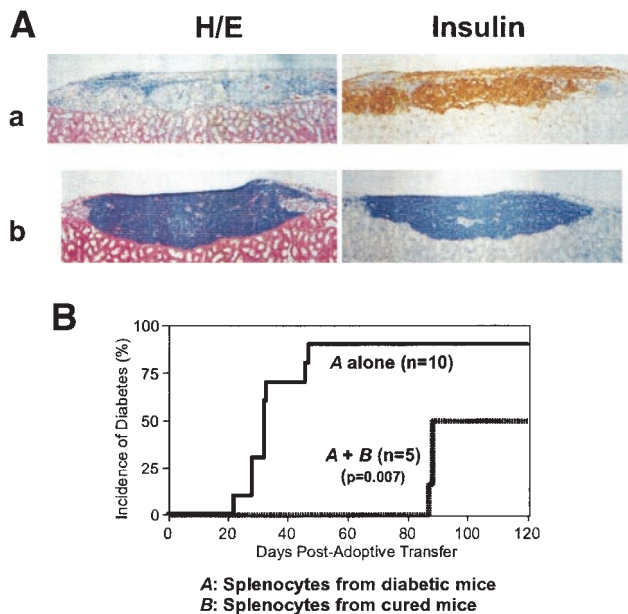 A
H/E Insulin
a
b
B
100
75
50
25
0
Incidence of Diabetes (%)
A alone (n=10)
A + B (n=5)
(p=0.007)
0 20 40 60 80 100 120
Days Post-Adoptive Transfer
A: Splenocytes from diabetic mice
B: Splenocytes from cured mice